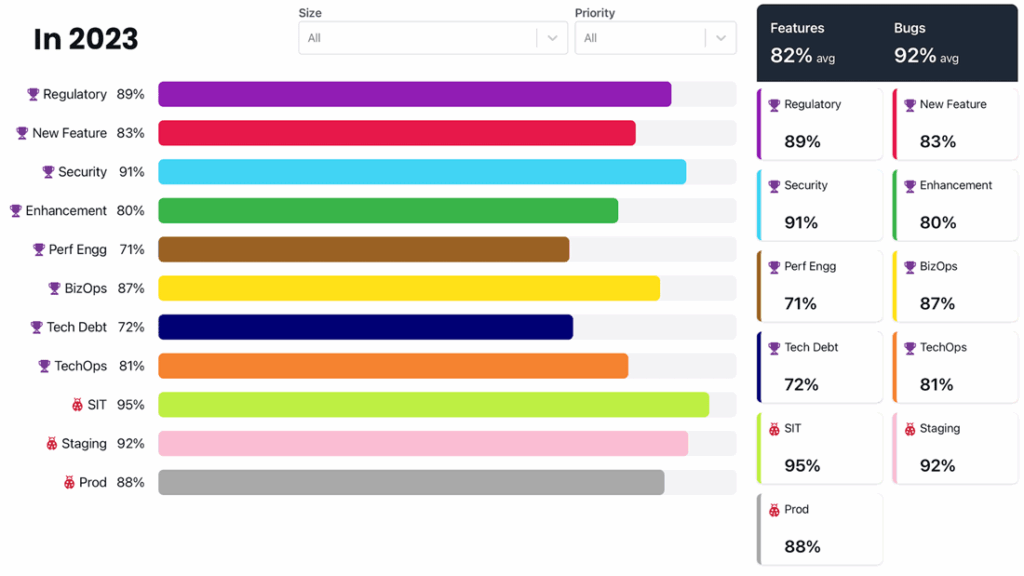 In 2023
Size
All
Priority
All
Regulatory 89%
New Feature 83%
Security 91%
Enhancement 80%
Perf Engg 71%
BizOps 87%
Tech Debt 72%
TechOps 81%
SIT 95%
Staging 92%
Prod 88%
Features Bugs
82% avg 92% avg
Regulatory New Feature
89% 83%
Security Enhancement
91% 80%
Perf Engg BizOps
71% 87%
Tech Debt TechOps
72% 81%
SIT Staging
95% 92%
Prod
88%